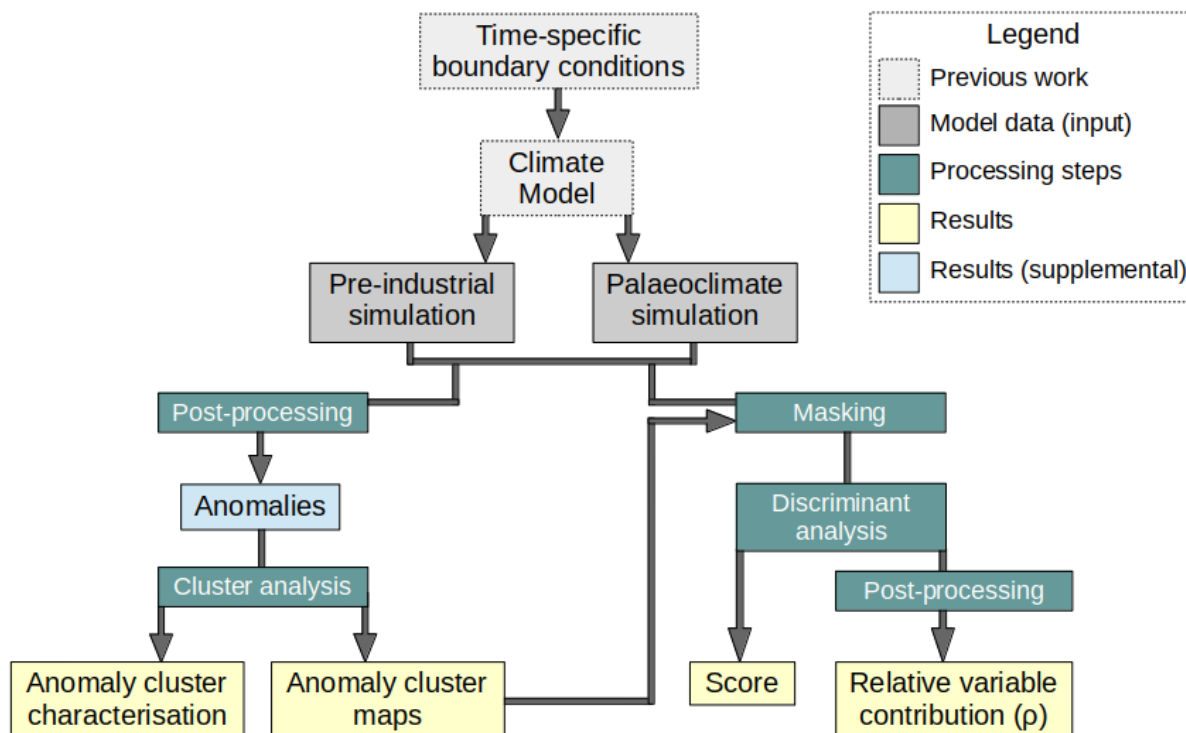 Time-specific
boundary conditions
Legend
Previous work
Model data (input)
Processing steps
Results
Results (supplemental)
Climate
Model
Pre-industrial
simulation
Palaeoclimate
simulation
Post-processing
Masking
Anomalies
Discriminant
analysis
Cluster analysis
Post-processing
Anomaly cluster
characterisation
Anomaly cluster
maps
Score
Relative variable
contribution (ρ)